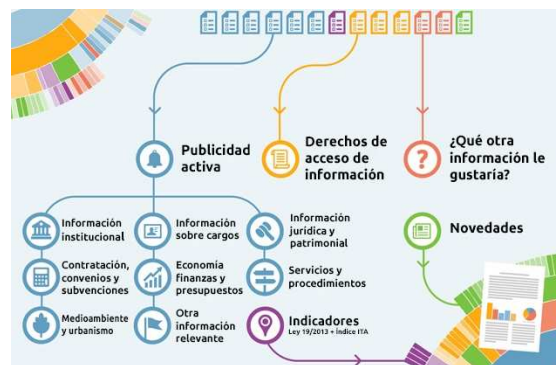 Publicidad
activa
Derechos de
acceso de
información
¿Qué otra
información le
gustaría?
Información
institucional
Información
sobre cargos
Información
jurídica y
patrimonial
Novedades
Contratación,
convenios y
subvenciones
Economía
finanzas y
presupuestos
Servicios y
procedimientos
Medioambiente
y urbanismo
Otra
información
relevante
Indicadores
Ley 19/2013 + Índice ITA